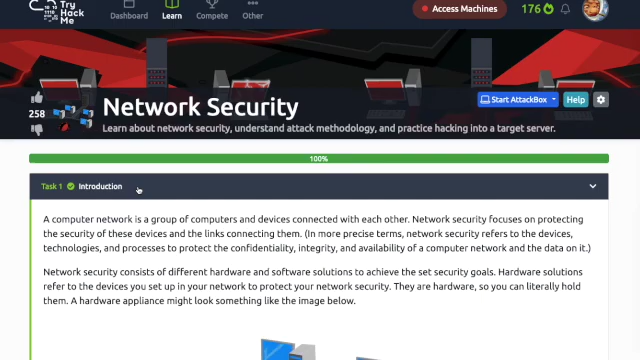 Try
Hack
Me
Dashboard
Learn
Compete
Other
Access Machines
176
258
Network Security
Start AttackBox
Help
Learn about network security, understand attack methodology, and practice hacking into a target server.
100%
Task 1 Introduction
A computer network is a group of computers and devices connected with each other. Network security focuses on protecting
the security of these devices and the links connecting them. (In more precise terms, network security refers to the devices,
technologies, and processes to protect the confidentiality, integrity, and availability of a computer network and the data on it.)
Network security consists of different hardware and software solutions to achieve the set security goals. Hardware solutions
refer to the devices you set up in your network to protect your network security. They are hardware, so you can literally hold
them. A hardware appliance might look something like the image below.